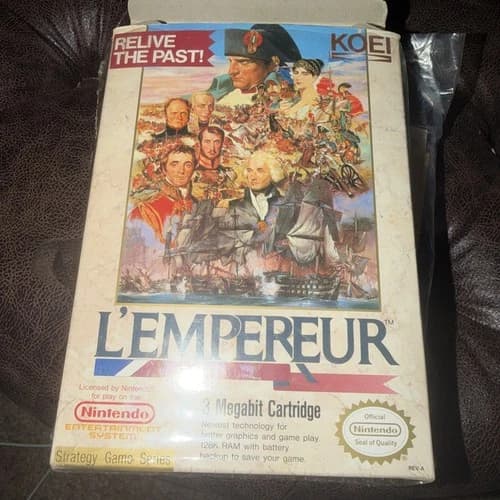 RELIVE
THE PAST!
KOEI
L'EMPEREUR™
Licensed by Nintendo
for play on the
Nintendo
ENTERTAINMENT
SYSTEM
3 Megabit Cartridge
Newest technology for
better graphics and game play.
128K RAM with battery
backup to save your game.
Official
Nintendo
Seal of Quality
Strategy Game Series
REV-A